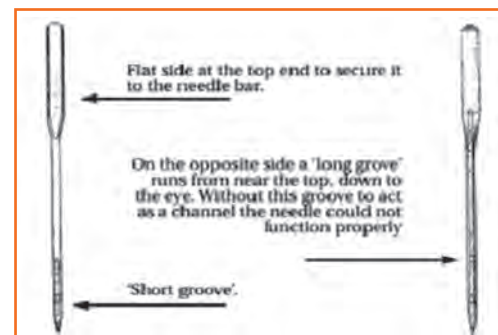 Flat side at the top end to secure it
to the needle bar.
On the opposite side a 'long grove'
runs from near the top, down to
the eye. Without this groove to act
as a channel the needle could not
function properly
'Short groove'.